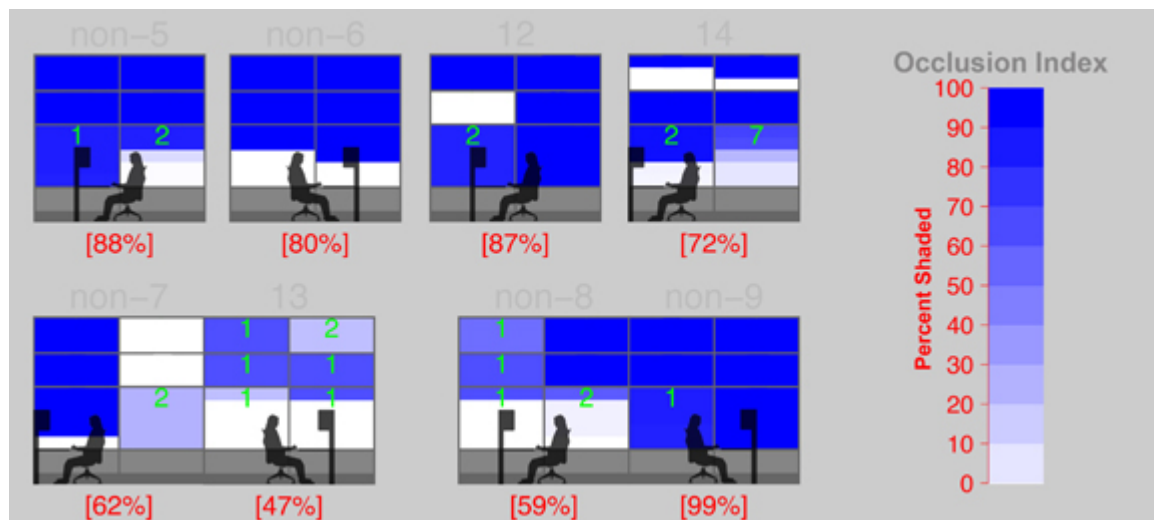 non-5 non-6 12 14
Occlusion Index
1 2 2 2 7
[88%] [80%] [87%] [72%]
non-7 13 non-8 non-9
1 2 1
1 1 1
2 1 1 1 2 1
[62%] [47%] [59%] [99%]
100
90
80
70
60
50
40
30
20
10
0
Percent Shaded